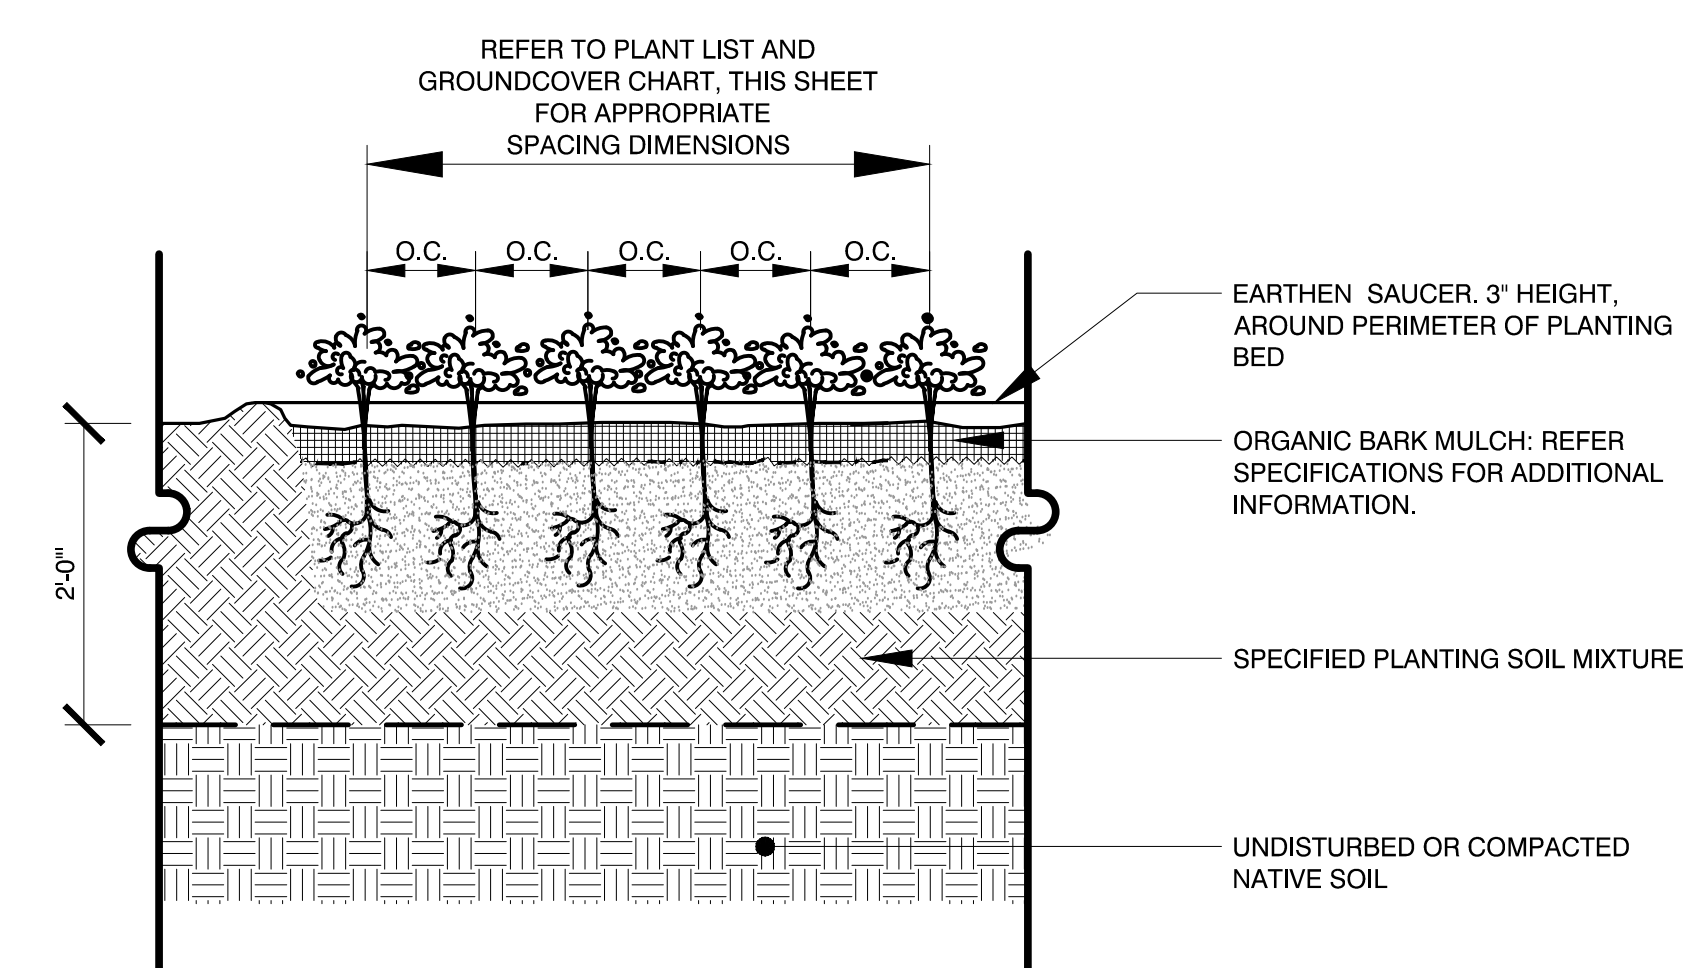 REFER TO PLANT LIST AND
GROUNDCOVER CHART, THIS SHEET
FOR APPROPRIATE
SPACING DIMENSIONS
O.C.
O.C.
O.C.
O.C.
O.C.
EARTHEN SAUCER. 3" HEIGHT,
AROUND PERIMETER OF PLANTING
BED
ORGANIC BARK MULCH: REFER
SPECIFICATIONS FOR ADDITIONAL
INFORMATION.
2'-0"'
SPECIFIED PLANTING SOIL MIXTURE
UNDISTURBED OR COMPACTED
NATIVE SOIL